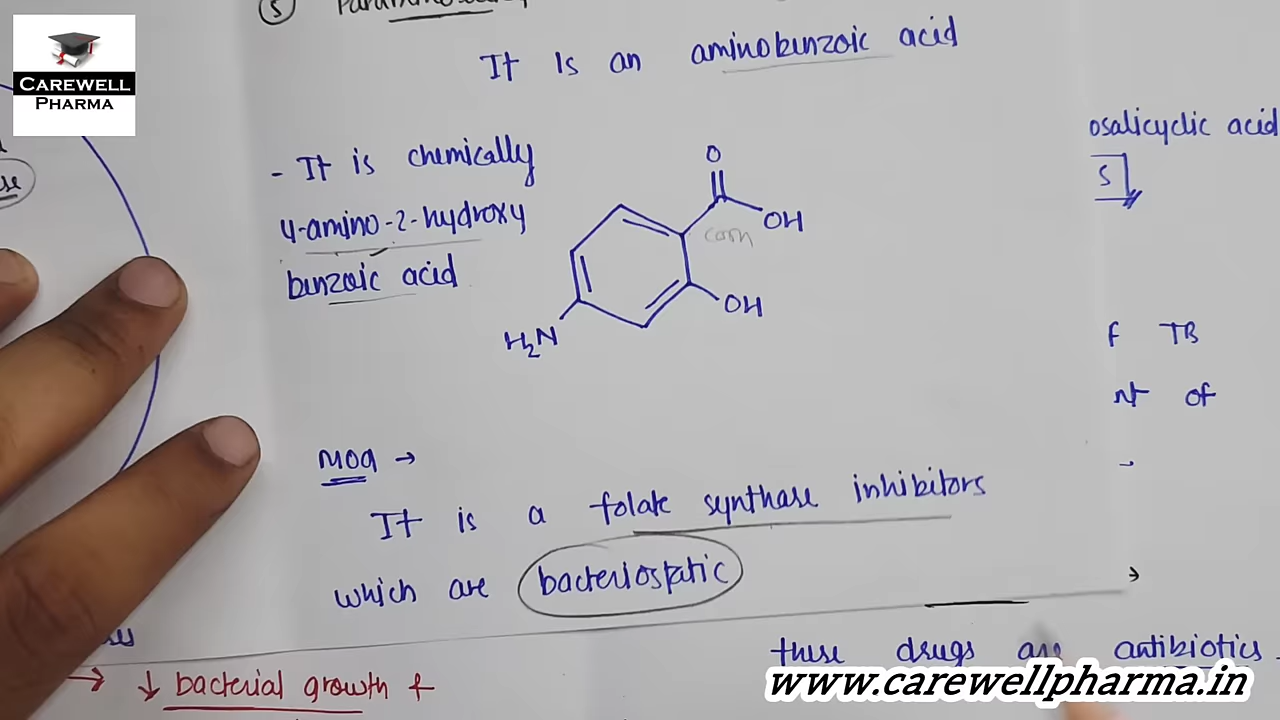 5
CAREWELL
PHARMA
It is an aminobenzoic acid
osalicyclic acid
- It is chemically
4-amino-2-hydroxy
benzoic acid
O
OH
COOH
OH
H2N
S
TB
nt of
MOA →
It is a folate synthase inhibitors
which are bacteriostatic
these drugs are antibiotics
→ ↓ bacterial growth +
www.carewellpharma.in